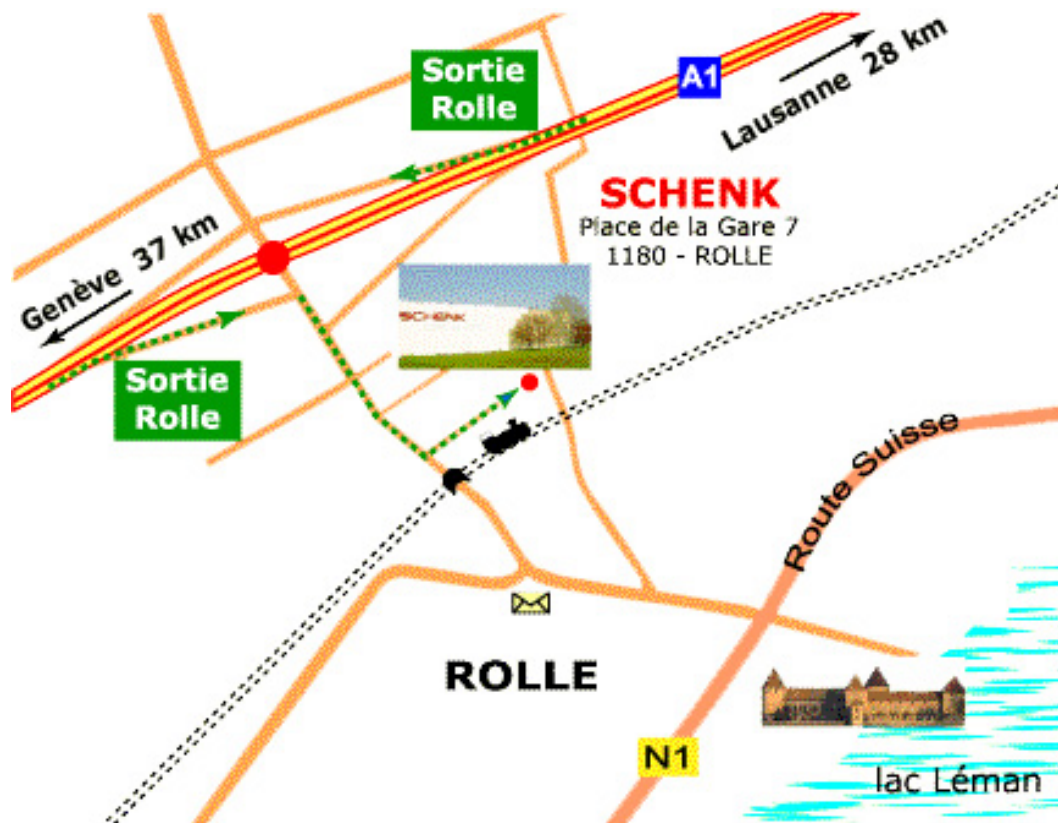 Sortie
Rolle
A1
Lausanne 28 km
SCHENK
Place de la Gare 7
1180 - ROLLE
Genève 37 km
SCHENK
Sortie
Rolle
Route Suisse
ROLLE
N1
lac Léman